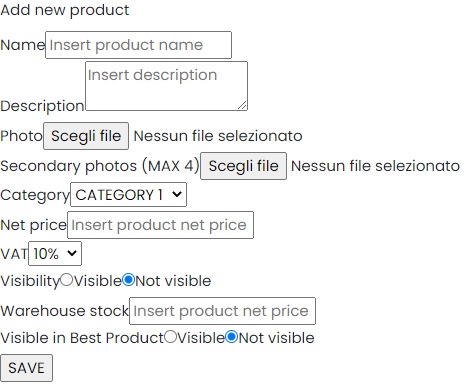 Add new product
Name Insert product name
Description Insert description
Photo Scegli file Nessun file selezionato
Secondary photos (MAX 4) Scegli file Nessun file selezionato
Category CATEGORY 1
Net price Insert product net price
VAT 10%
Visibility Visible Not visible
Warehouse stock Insert product net price
Visible in Best Product Visible Not visible
SAVE